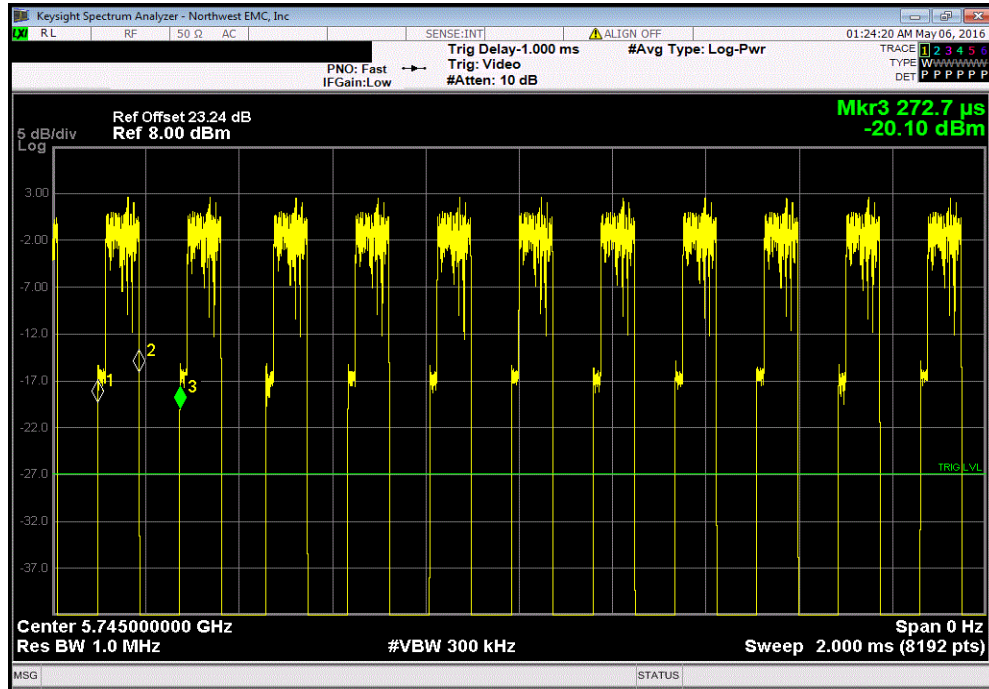 Keysight Spectrum Analyzer - Northwest EMC, Inc
LXI RL RF 50 Ω AC SENSE:INT ALIGN OFF 01:24:20 AM May 06, 2016
Trig Delay-1.000 ms #Avg Type: Log-Pwr TRACE 1 2 3 4 5 6
PNO: Fast Trig: Video TYPE WWWWWW
IFGain:Low #Atten: 10 dB DET P P P P P P
Mkr3 272.7 µs
-20.10 dBm
Ref Offset 23.24 dB
5 dB/div Ref 8.00 dBm
Log
3.00
-2.00
-7.00
-12.0
2
-17.0
1
3
-22.0
-27.0
TRIG LVL
-32.0
-37.0
Center 5.745000000 GHz Span 0 Hz
Res BW 1.0 MHz #VBW 300 kHz Sweep 2.000 ms (8192 pts)
MSG STATUS